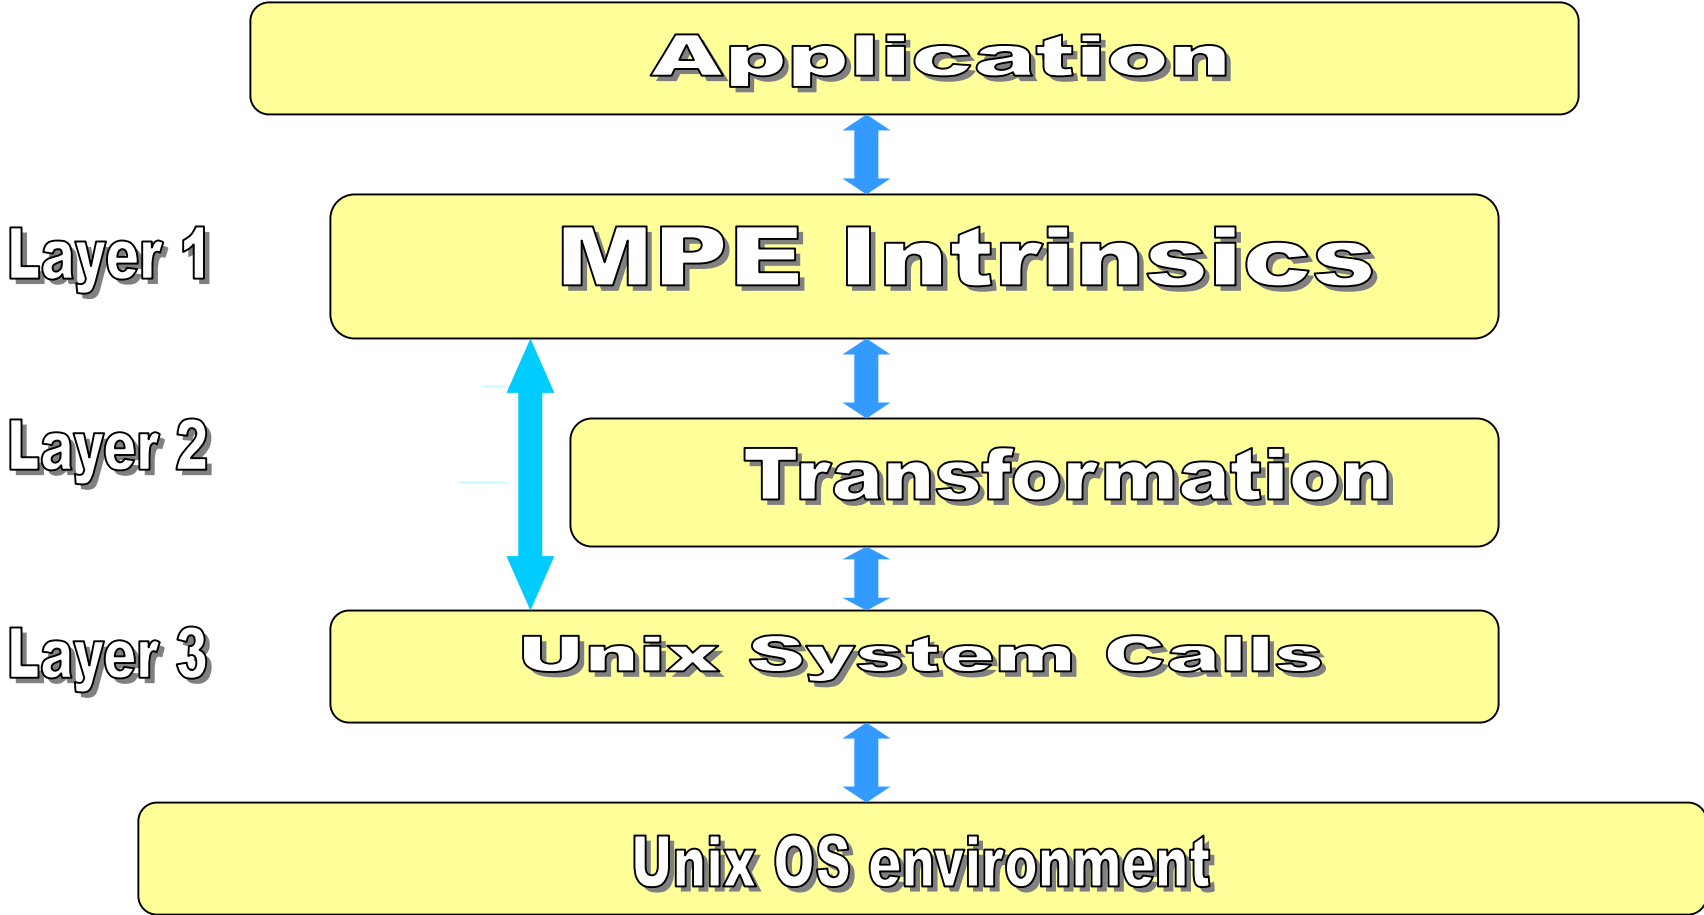 Application
Layer 1
MPE Intrinsics
Layer 2
Transformation
Layer 3
Unix System Calls
Unix OS environment